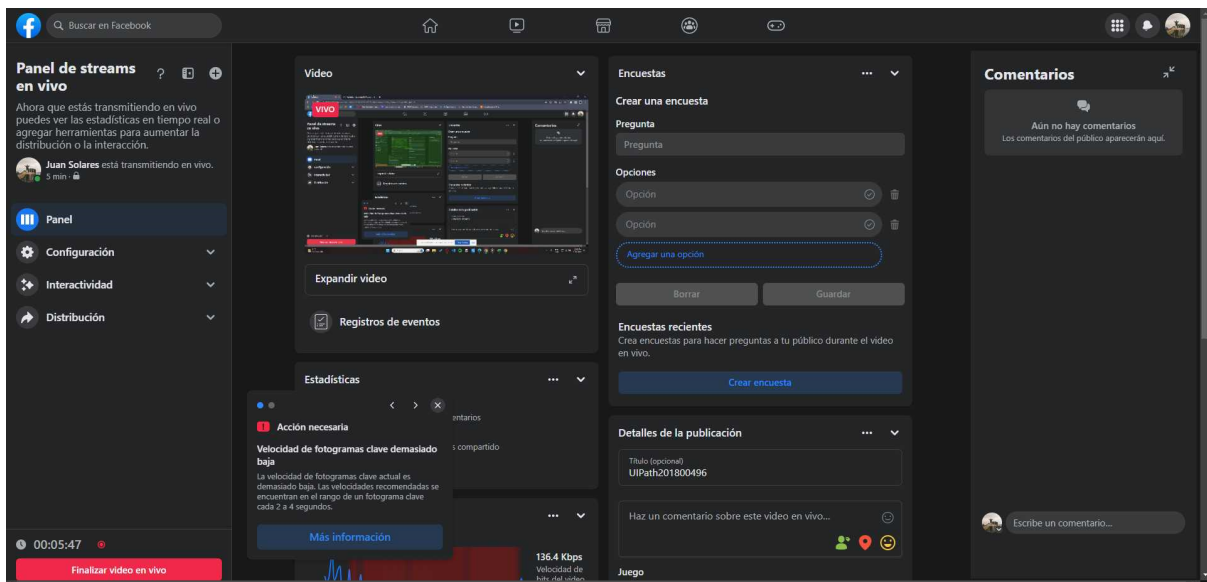 Buscar en Facebook
Panel de streams
en vivo
Ahora que estás transmitiendo en vivo
puedes ver las estadísticas en tiempo real o
agregar herramientas para aumentar la
distribución o la interacción.
Juan Solares está transmitiendo en vivo.
5 min ·
Panel
Configuración
Interactividad
Distribución
00:05:47
Finalizar video en vivo
Video
VIVO
Expandir video
Registros de eventos
Estadísticas
entarios
s compartido
Acción necesaria
Velocidad de fotogramas clave demasiado
baja
La velocidad de fotogramas clave actual es
demasiado baja. Las velocidades recomendadas se
encuentran en el rango de un fotograma clave
cada 2 a 4 segundos.
Más información
136.4 Kbps
Velocidad de
bits del video
Encuestas
Crear una encuesta
Pregunta
Pregunta
Opciones
Opción
Opción
Agregar una opción
Borrar
Guardar
Encuestas recientes
Crea encuestas para hacer preguntas a tu público durante el video
en vivo.
Crear encuesta
Detalles de la publicación
Título (opcional)
UIPath201800496
Haz un comentario sobre este video en vivo...
Juego
Comentarios
Aún no hay comentarios
Los comentarios del público aparecerán aquí.
Escribe un comentario...